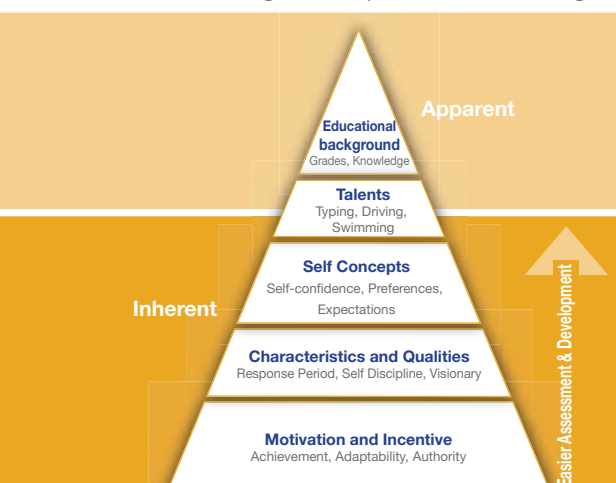 Apparent
Educational
background
Grades, Knowledge
Talents
Typing, Driving,
Swimming
Self Concepts
Self-confidence, Preferences,
Expectations
Inherent
Characteristics and Qualities
Response Period, Self Discipline, Visionary
Motivation and Incentive
Achievement, Adaptability, Authority
Easier Assessment & Development